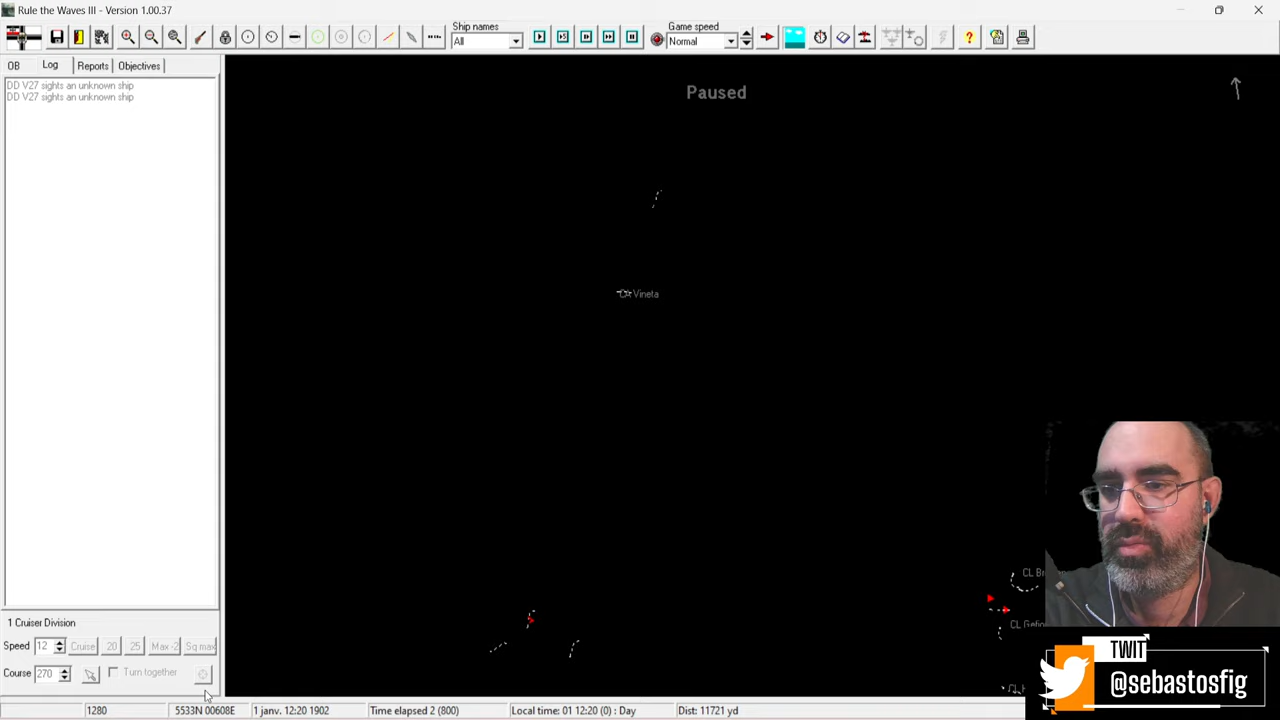 Rule the Waves III - Version 1.00.37
Ship names
All
Game speed
Normal
OB
Log
Reports
Objectives
DD V27 sights an unknown ship
DD V27 sights an unknown ship
Paused
CA Vineta
CL
CL Gefion
1 Cruiser Division
Speed
12
Cruise
20
25
Max -2
Sq max
Course
270
Turn together
TWIT
@sebastosfig
1280
5533N 00608E
1 janv. 12:20 1902
Time elapsed 2 (800)
Local time: 01 12:20 (0) : Day
Dist: 11721 yd